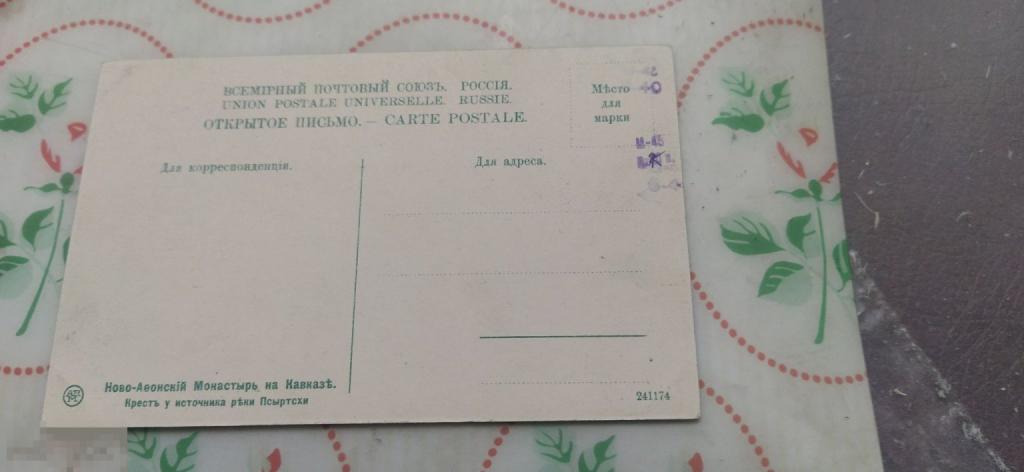 ВСЕМІРНЫЙ ПОЧТОВЫЙ СОЮЗЪ. РОССІЯ.
UNION POSTALE UNIVERSELLE. RUSSIE.
ОТКРЫТОЕ ПИСЬМО. — CARTE POSTALE.
Мѣсто
для
марки
М-45
Для корреспонденціи.
Для адреса.
Ново-Аѳонскій Монастырь на Кавказѣ.
Крестъ у источника рѣки Псыртсхи
241174